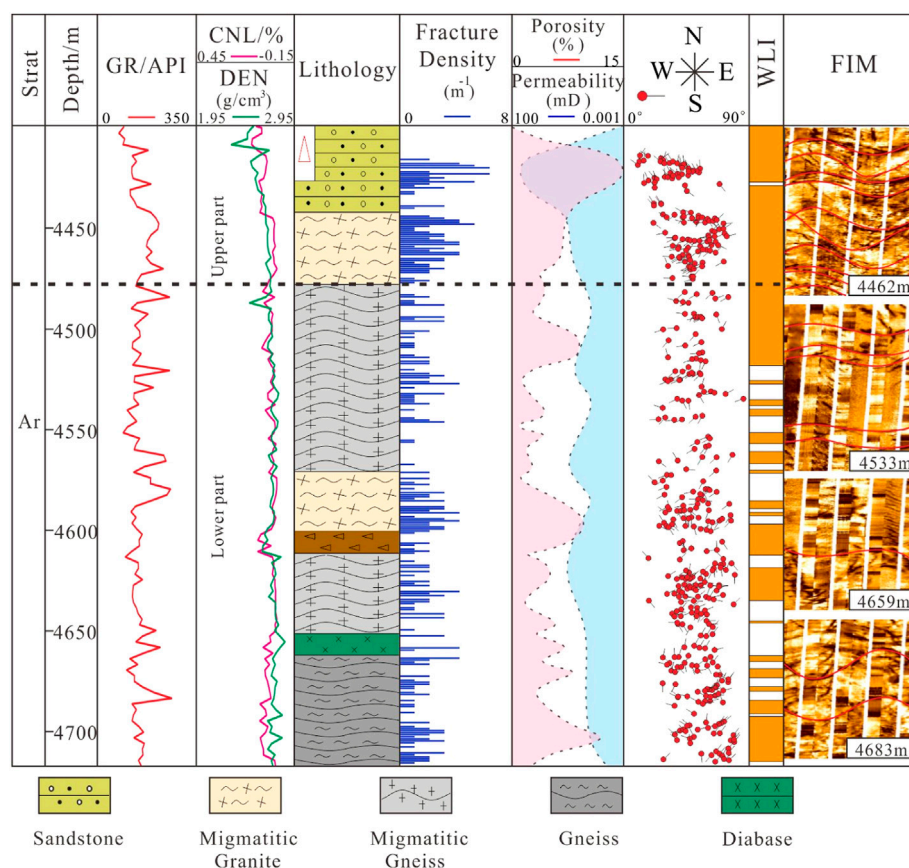 Strat
Depth/m
GR/API
0 350
CNL/%
0.45 -0.15
DEN
(g/cm³)
1.95 2.95
Lithology
Fracture
Density
(m⁻¹)
0 8
Porosity
(%)
0 15
Permeability
(mD)
100 0.001
N
W E
S
0° 90°
WLI
FIM
Ar
4450
4500
4550
4600
4650
4700
Upper part
Lower part
4462m
4533m
4659m
4683m
Sandstone
Migmatitic
Granite
Migmatitic
Gneiss
Gneiss
Diabase